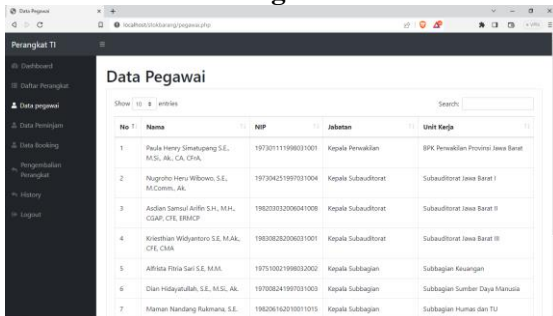 Data Pegawai
localhost/stokbarang/pegawai.php
Perangkat TI
Dashboard
Daftar Perangkat
Data pegawai
Data Peminjam
Data Booking
Pengembalian
Perangkat
History
Logout
Data Pegawai
Show 10 entries
Search:
No Nama NIP Jabatan Unit Kerja
1 Paula Henry Simatupang S.E., M.Si., Ak., CA, CFrA, 197301111998031001 Kepala Perwakilan BPK Perwakilan Provinsi Jawa Barat
2 Nugroho Heru Wibowo, S.E., M.Comm., Ak. 197304251997031004 Kepala Subauditorat Subauditorat Jawa Barat I
3 Asdian Samsul Arifin S.H., M.H., CGAP, CFE, ERMCP 198203032006041008 Kepala Subauditorat Subauditorat Jawa Barat II
4 Kriesthian Widyantoro S.E, M.Ak., CFE, CMA 198308282006031001 Kepala Subauditorat Subauditorat Jawa Barat III
5 Alfrista Fitria Sari S.E, M.M. 197510021998032002 Kepala Subbagian Subbagian Keuangan
6 Dian Hidayatullah, S.E., M.Si., Ak. 197008241997031003 Kepala Subbagian Subbagian Sumber Daya Manusia
7 Maman Nandang Rukmana, S.E. 198206162010011015 Kepala Subbagian Subbagian Humas dan TU